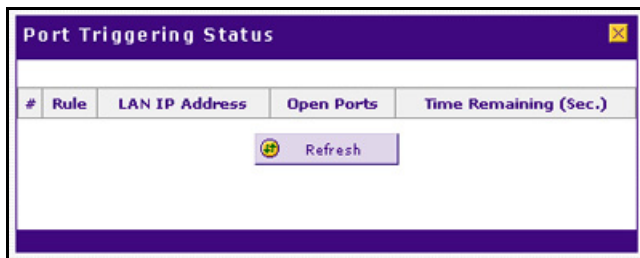 Port Triggering Status
# Rule LAN IP Address Open Ports Time Remaining (Sec.)
Refresh